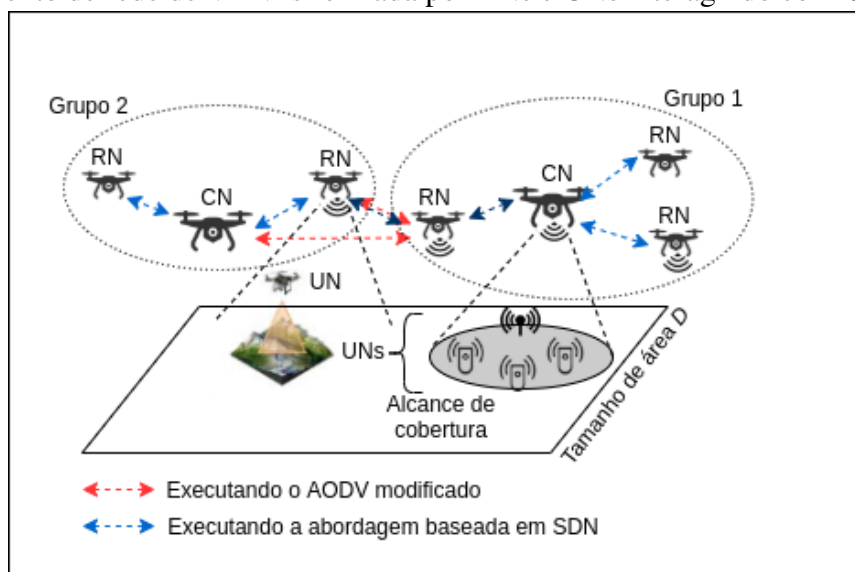 Grupo 2
Grupo 1
RN
RN
RN
CN
RN
CN
RN
UN
UNs
Alcance de
cobertura
Tamanho de área D
Executando o AODV modificado
Executando a abordagem baseada em SDN